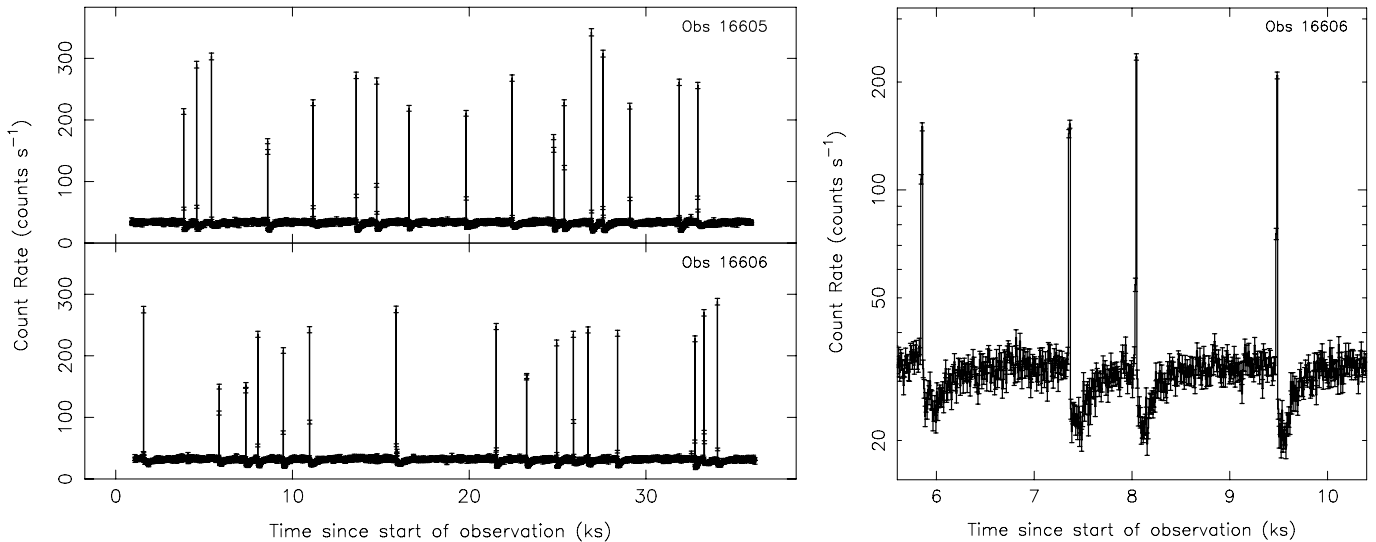 Obs 16605
300
200
100
0
Count Rate (counts s⁻¹)
Obs 16606
300
200
100
0
0 10 20 30
Time since start of observation (ks)
Obs 16606
200
100
50
20
Count Rate (counts s⁻¹)
6 7 8 9 10
Time since start of observation (ks)